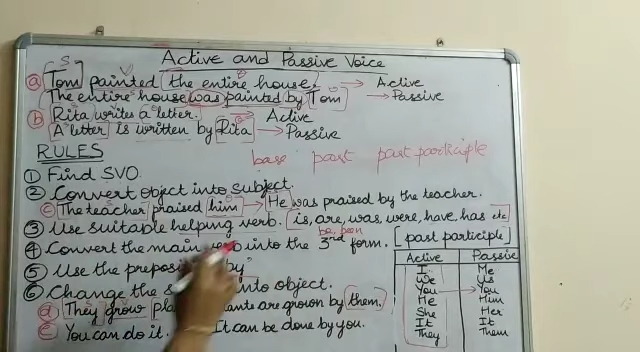 Active and Passive Voice
S V O
ⓐ Tom painted the entire house. → Active
The entire house was painted by Tom → Passive
ⓑ Rita writes a letter. → Active
A letter is written by Rita → Passive
base past past participle
RULES
① Find SVO.
② Convert object into subject.
ⓒ The teacher praised him → He was praised by the teacher.
③ Use suitable helping verb. [is, are, was, were, have, has etc]
be, been
④ Convert the main verb into the 3nd form. [past participle]
⑤ Use the preposition "by"
⑥ Change the into object.
ⓓ They grow are grown by them.
ⓔ You can do it. It can be done by you.
Active Passive
I Me
We Us
You → You
He Him
She Her
It It
They Them